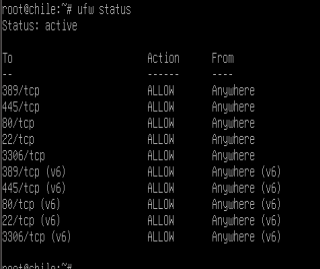 root@chile:~# ufw status
Status: active
To Action From
-- ------ ----
389/tcp ALLOW Anywhere
445/tcp ALLOW Anywhere
80/tcp ALLOW Anywhere
22/tcp ALLOW Anywhere
3306/tcp ALLOW Anywhere
389/tcp (v6) ALLOW Anywhere (v6)
445/tcp (v6) ALLOW Anywhere (v6)
80/tcp (v6) ALLOW Anywhere (v6)
22/tcp (v6) ALLOW Anywhere (v6)
3306/tcp (v6) ALLOW Anywhere (v6)
root@chile:~#